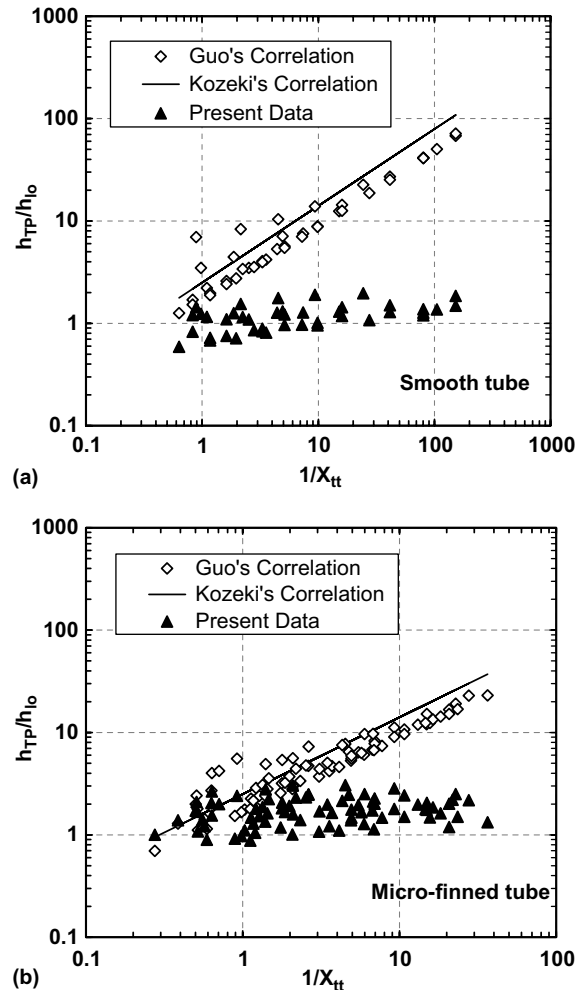 1000
100
10
1
0.1
h_TP/h_lo
Guo's Correlation
Kozeki's Correlation
Present Data
Smooth tube
0.1 1 10 100 1000
(a)
1/X_tt
1000
100
10
1
0.1
h_TP/h_lo
Guo's Correlation
Kozeki's Correlation
Present Data
Micro-finned tube
0.1 1 10 100
(b)
1/X_tt